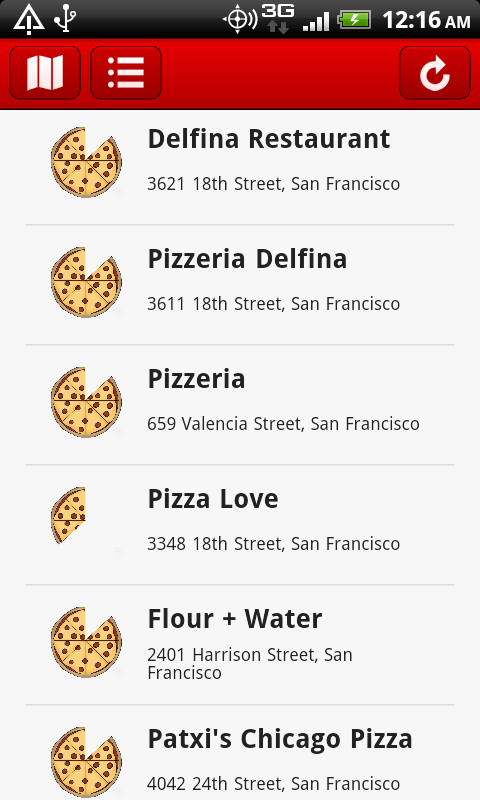 3G
12:16 AM
Delfina Restaurant
3621 18th Street, San Francisco
Pizzeria Delfina
3611 18th Street, San Francisco
Pizzeria
659 Valencia Street, San Francisco
Pizza Love
3348 18th Street, San Francisco
Flour + Water
2401 Harrison Street, San
Francisco
Patxi's Chicago Pizza
4042 24th Street, San Francisco